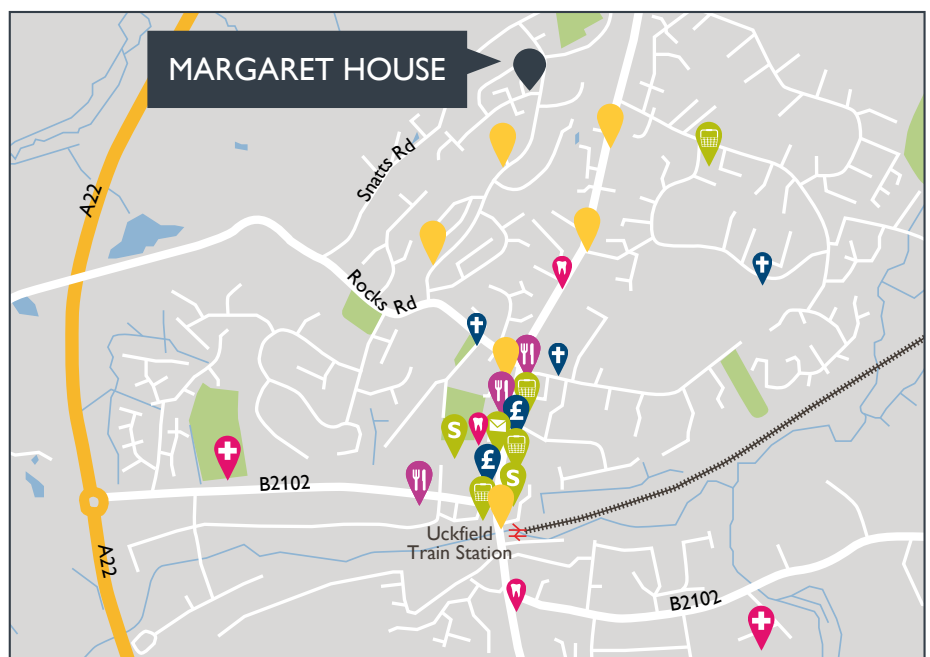 MARGARET HOUSE
Snatts Rd
A22
Rocks Rd
£
S
£
S
B2102
Uckfield
Train Station
A22
B2102